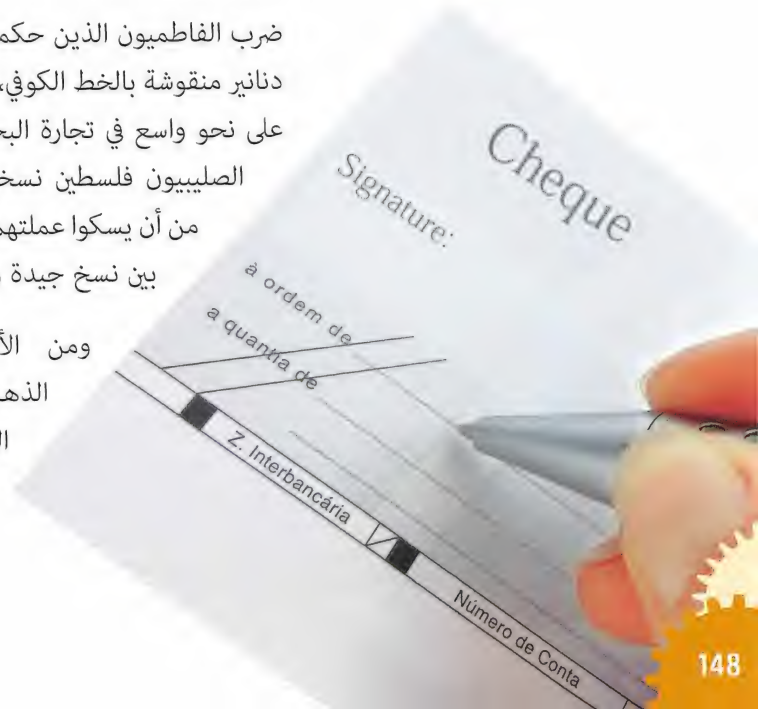 ضرب الفاطميون الذين حكم
دنانير منقوشة بالخط الكوفي،
على نحو واسع في تجارة البح
الصليبيون فلسطين نسخ
من أن يسكوا عملتهم
بين نسخ جيدة
ومن الأ
الذه
Cheque
Signature:
à ordem de
a quantia de
Z. Interbancária
Número de Conta
148